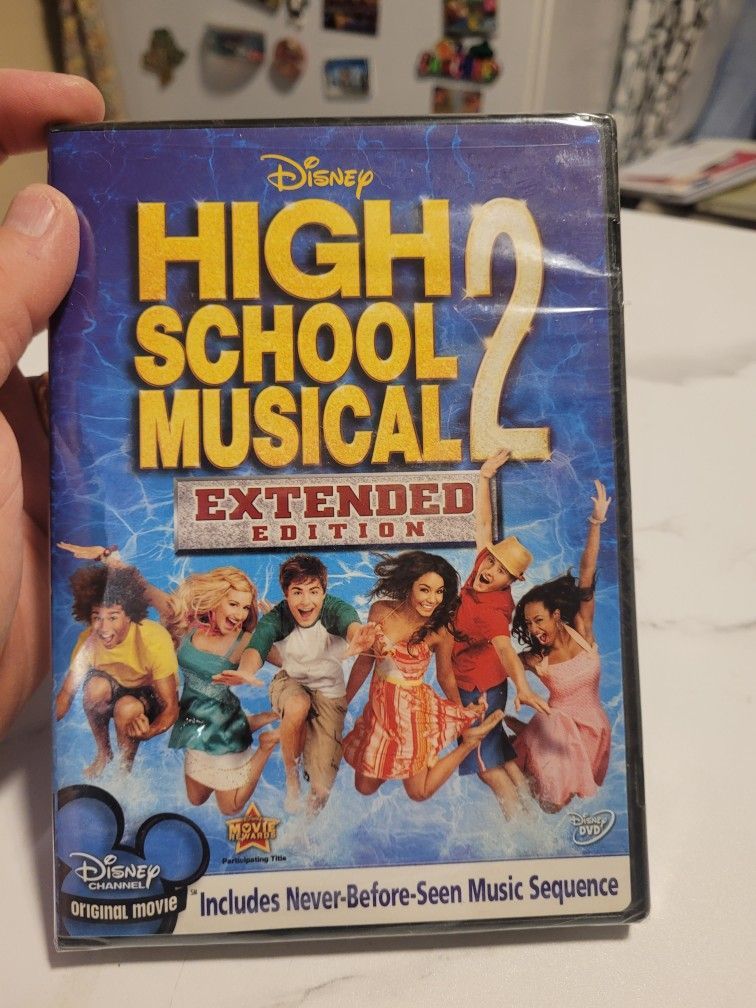 Disney
HIGH
SCHOOL
MUSICAL 2
EXTENDED
EDITION
MOVIE
REWARDS
Participating Title
Disney
DVD
Disney
CHANNEL
ORIGINAL MOVIE
SM
Includes Never-Before-Seen Music Sequence